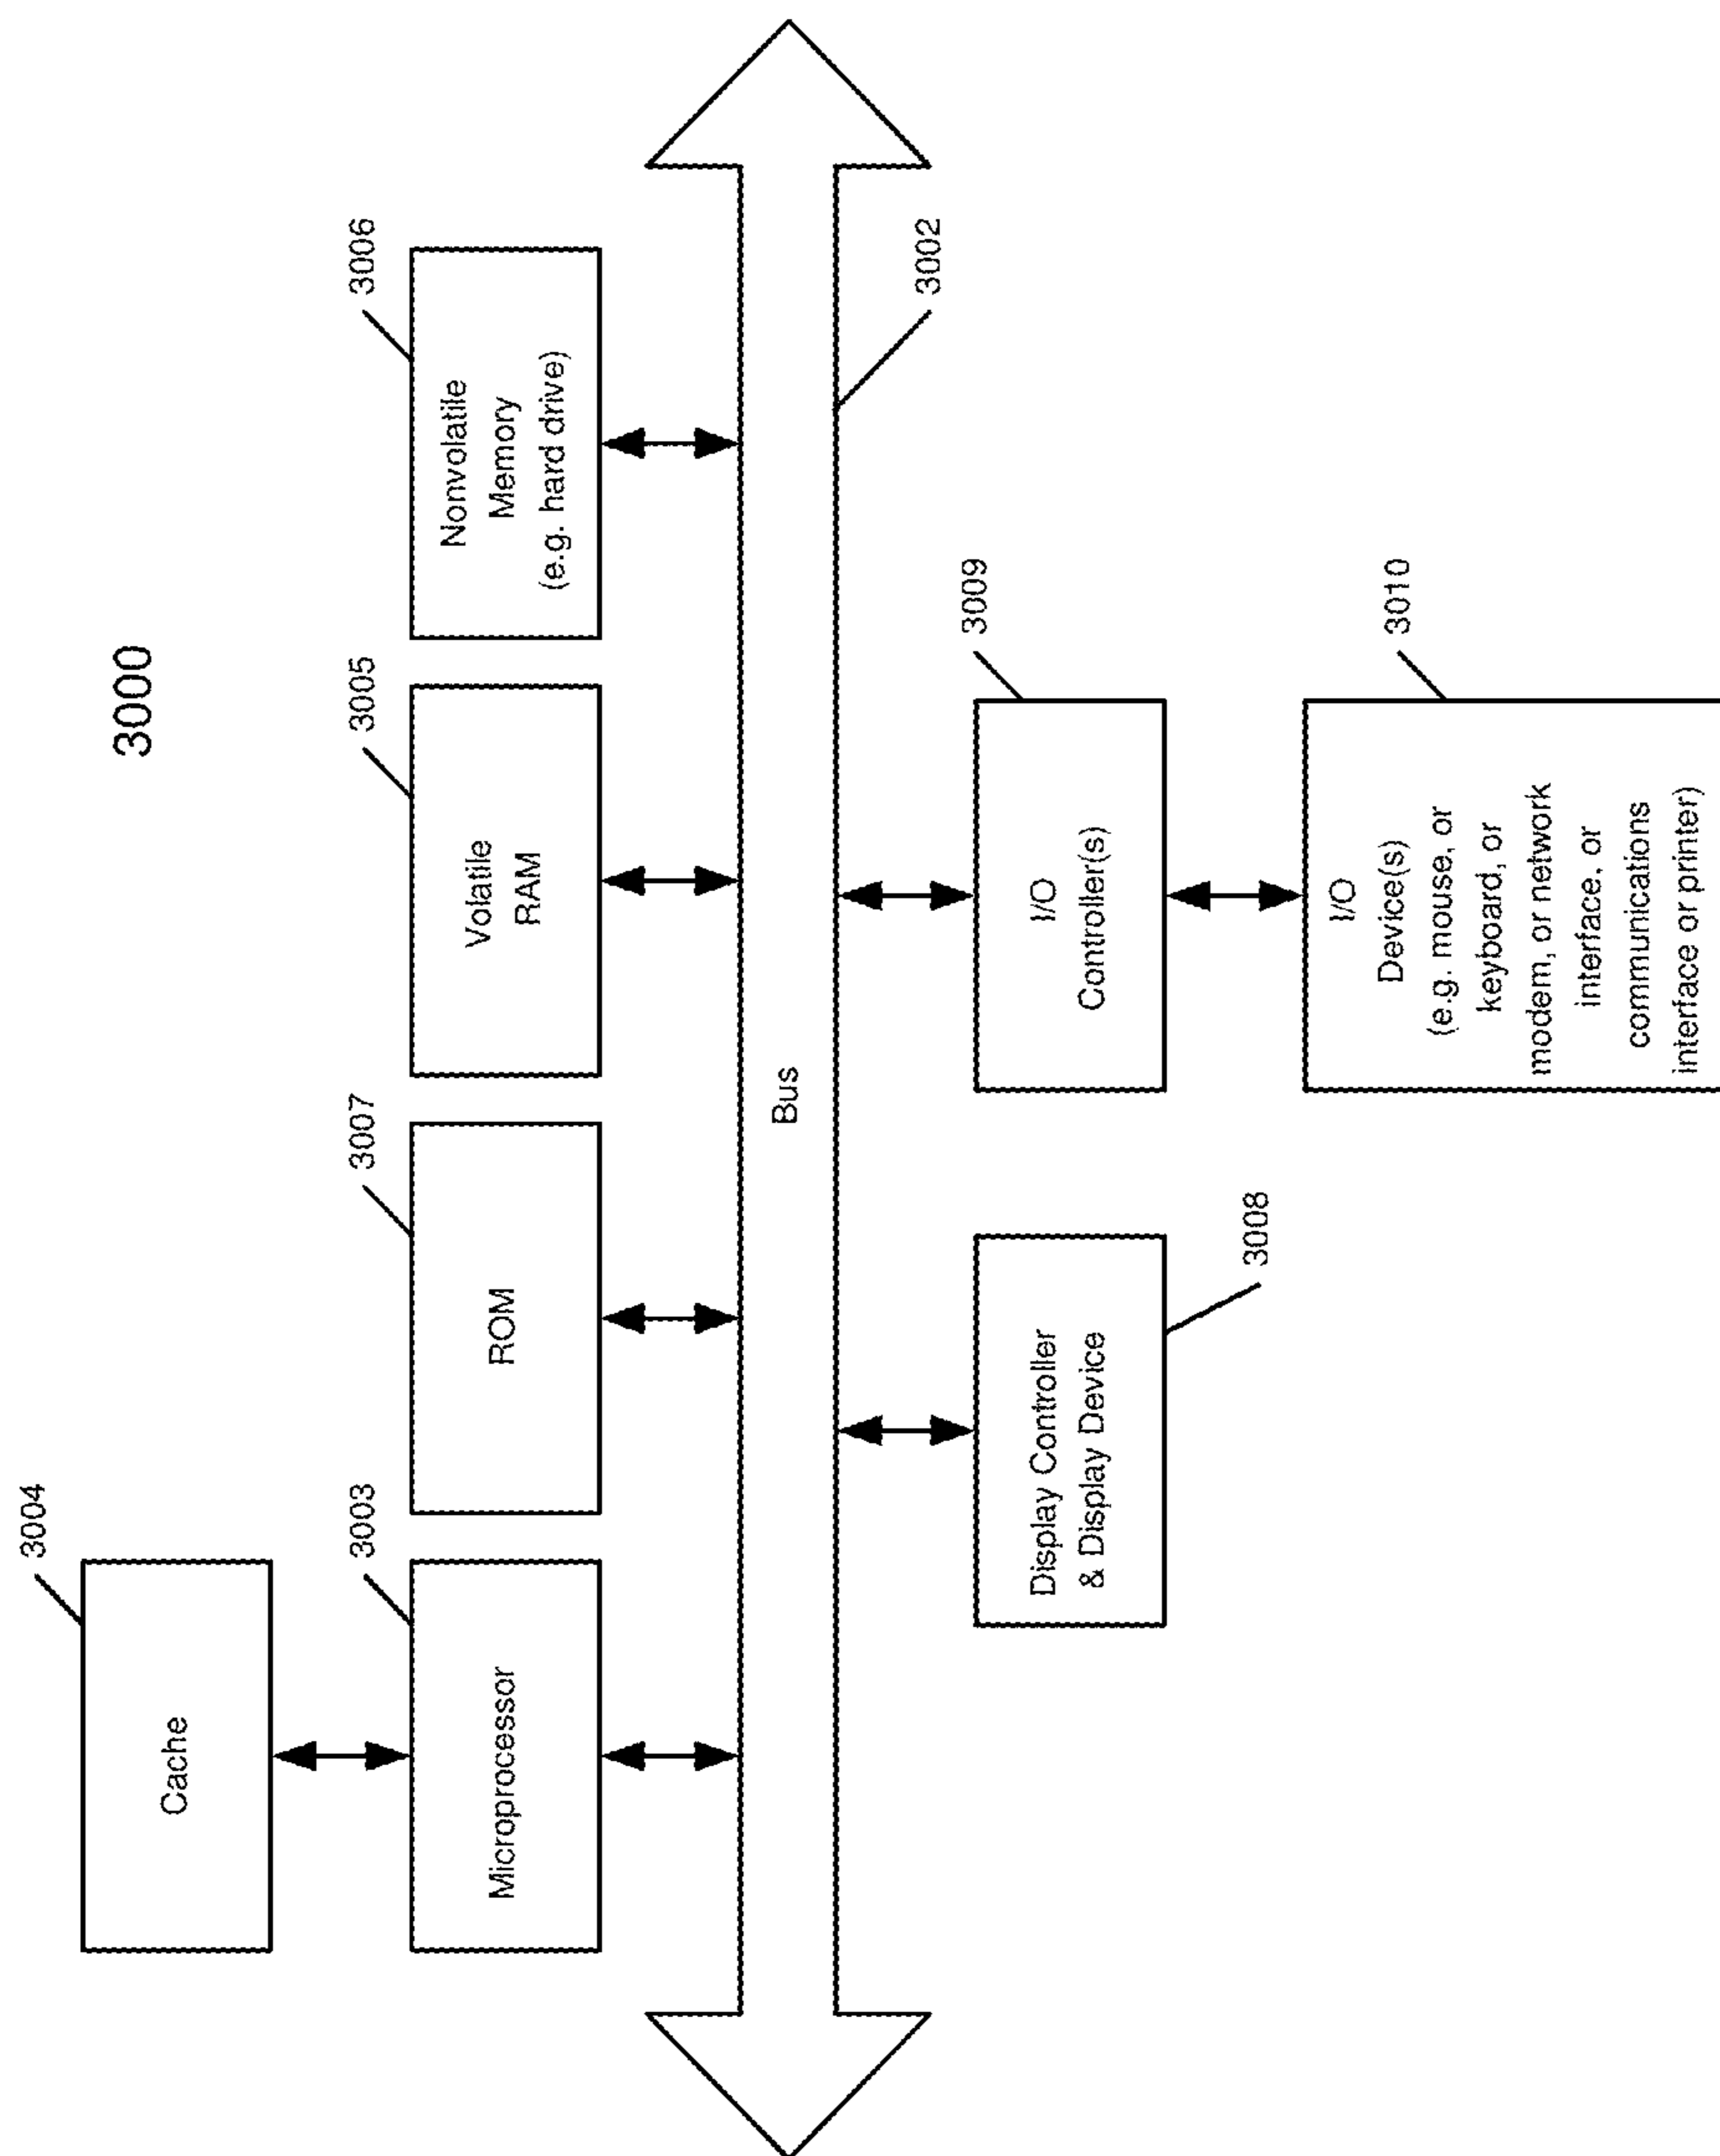 3000
3004
Cache
3003
Microprocessor
3007
ROM
3005
Volatile
RAM
3006
Nonvolatile
Memory
(e.g. hard drive)
Bus
3002
Display Controller
& Display Device
3008
3009
I/O
Controller(s)
3010
I/O
Device(s)
(e.g. mouse, or
keyboard, or
modem, or network
interface, or
communications
interface or printer)